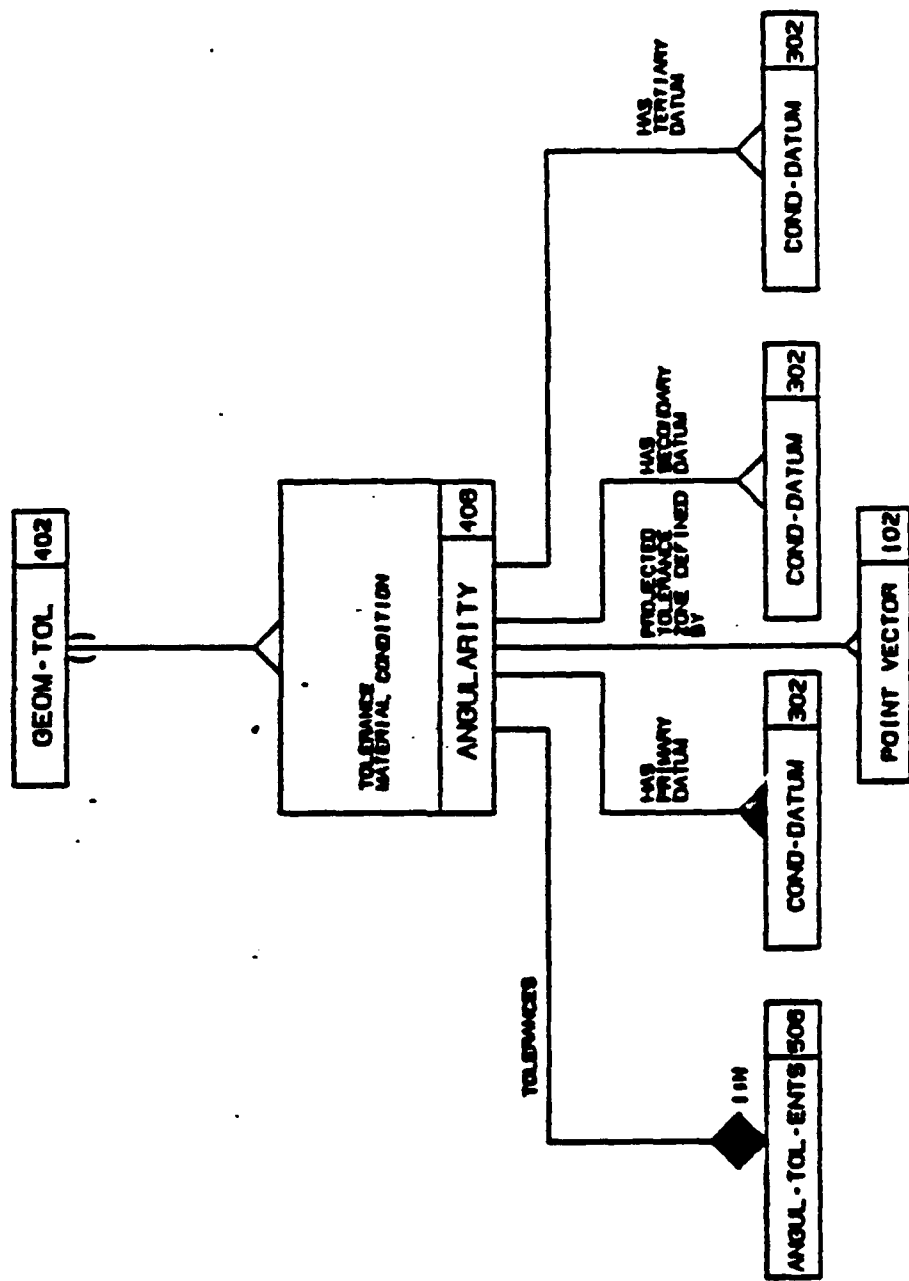 GEOM-TOL 402
TOLERANCE
MATERIAL CONDITION
ANGULARITY 406
TOLERANCES
HAS
PRIMARY
DATUM
PROJECTED
TOLERANCE
ZONE DEFINED
BY
HAS
SECONDARY
DATUM
HAS
TERTIARY
DATUM
ANGUL-TOL-ENTS 506
COND-DATUM 302
COND-DATUM 302
COND-DATUM 302
POINT VECTOR 102